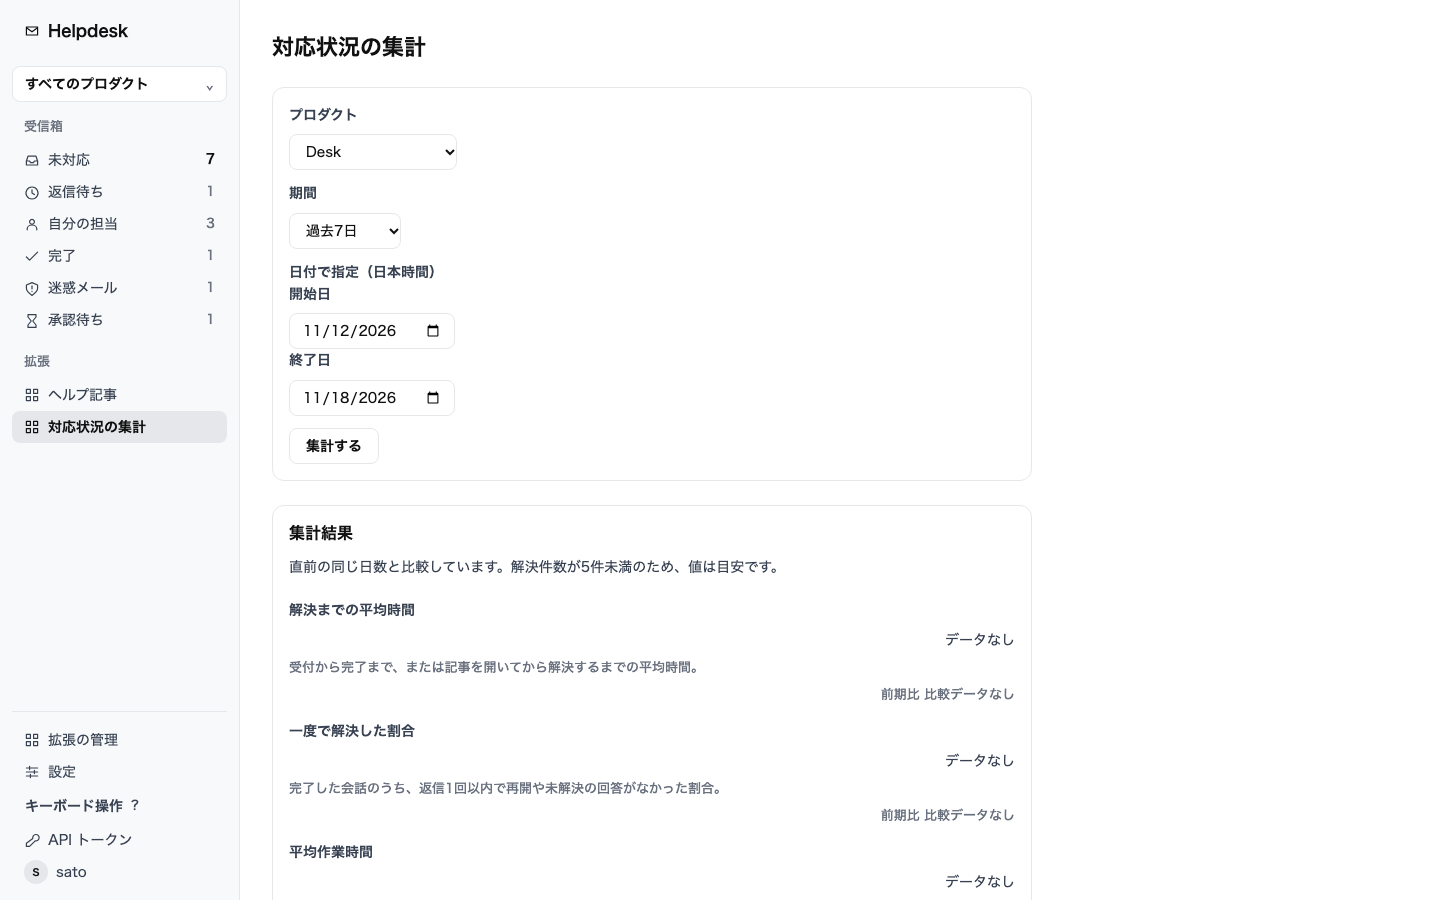 Helpdesk
すべてのプロダクト
受信箱
未対応 7
返信待ち 1
自分の担当 3
完了 1
迷惑メール 1
承認待ち 1
拡張
ヘルプ記事
対応状況の集計
拡張の管理
設定
キーボード操作 ?
API トークン
S sato
対応状況の集計
プロダクト
Desk
期間
過去7日
日付で指定（日本時間）
開始日
11/12/2026
終了日
11/18/2026
集計する
集計結果
直前の同じ日数と比較しています。解決件数が5件未満のため、値は目安です。
解決までの平均時間
データなし
受付から完了まで、または記事を開いてから解決するまでの平均時間。
前期比 比較データなし
一度で解決した割合
データなし
完了した会話のうち、返信1回以内で再開や未解決の回答がなかった割合。
前期比 比較データなし
平均作業時間
データなし